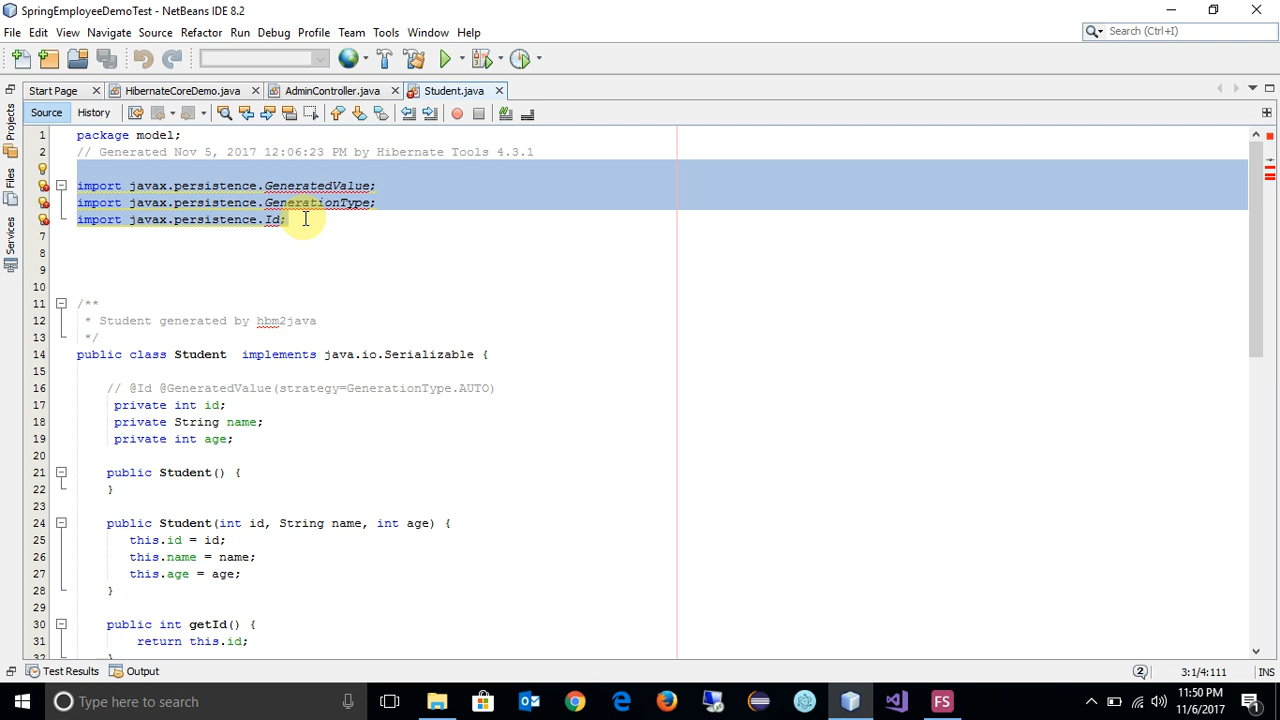 SpringEmployeeDemoTest - NetBeans IDE 8.2
File Edit View Navigate Source Refactor Run Debug Profile Team Tools Window Help
Search (Ctrl+I)
Start Page HibernateCoreDemo.java AdminController.java Student.java
Source History
Projects
Files
Services
1 package model;
2 // Generated Nov 5, 2017 12:06:23 PM by Hibernate Tools 4.3.1
import javax.persistence.GeneratedValue;
import javax.persistence.GenerationType;
import javax.persistence.Id;
7
8
9
10
11 /**
12 * Student generated by hbm2java
13 */
14 public class Student implements java.io.Serializable {
15
16 // @Id @GeneratedValue(strategy=GenerationType.AUTO)
17 private int id;
18 private String name;
19 private int age;
20
21 public Student() {
22 }
23
24 public Student(int id, String name, int age) {
25 this.id = id;
26 this.name = name;
27 this.age = age;
28 }
29
30 public int getId() {
31 return this.id;
32 }
Test Results Output
2 3:1/4:111 INS
Type here to search
FS
11:50 PM
11/6/2017
1